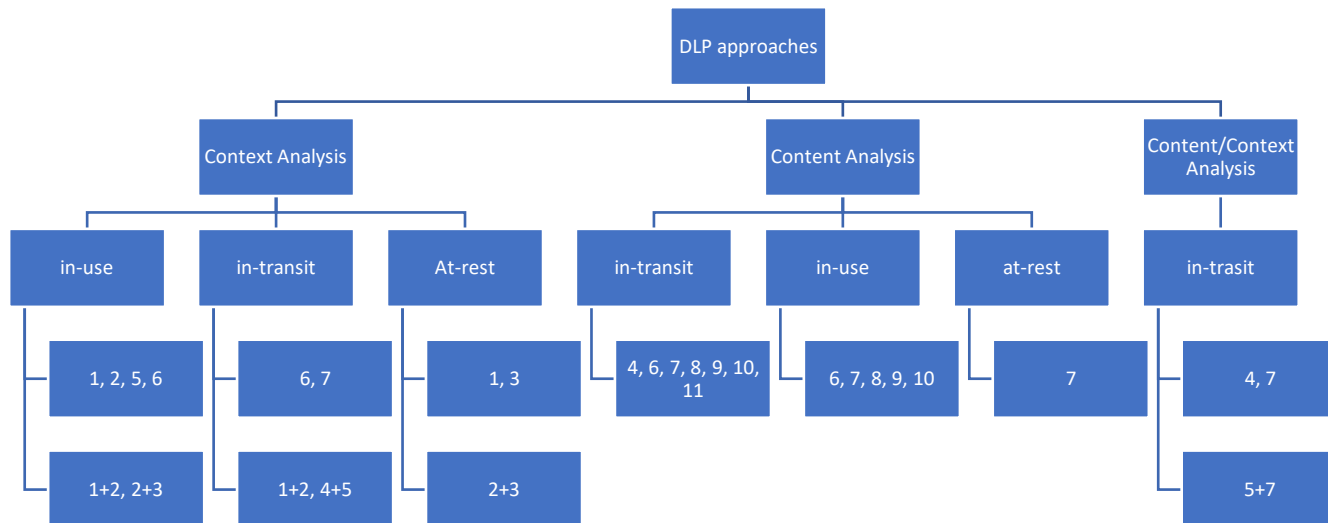 DLP approaches
Context Analysis
Content Analysis
Content/Context
Analysis
in-use
in-transit
At-rest
in-transit
in-use
at-rest
in-trasit
1, 2, 5, 6
6, 7
1, 3
4, 6, 7, 8, 9, 10,
11
6, 7, 8, 9, 10
7
4, 7
1+2, 2+3
1+2, 4+5
2+3
5+7